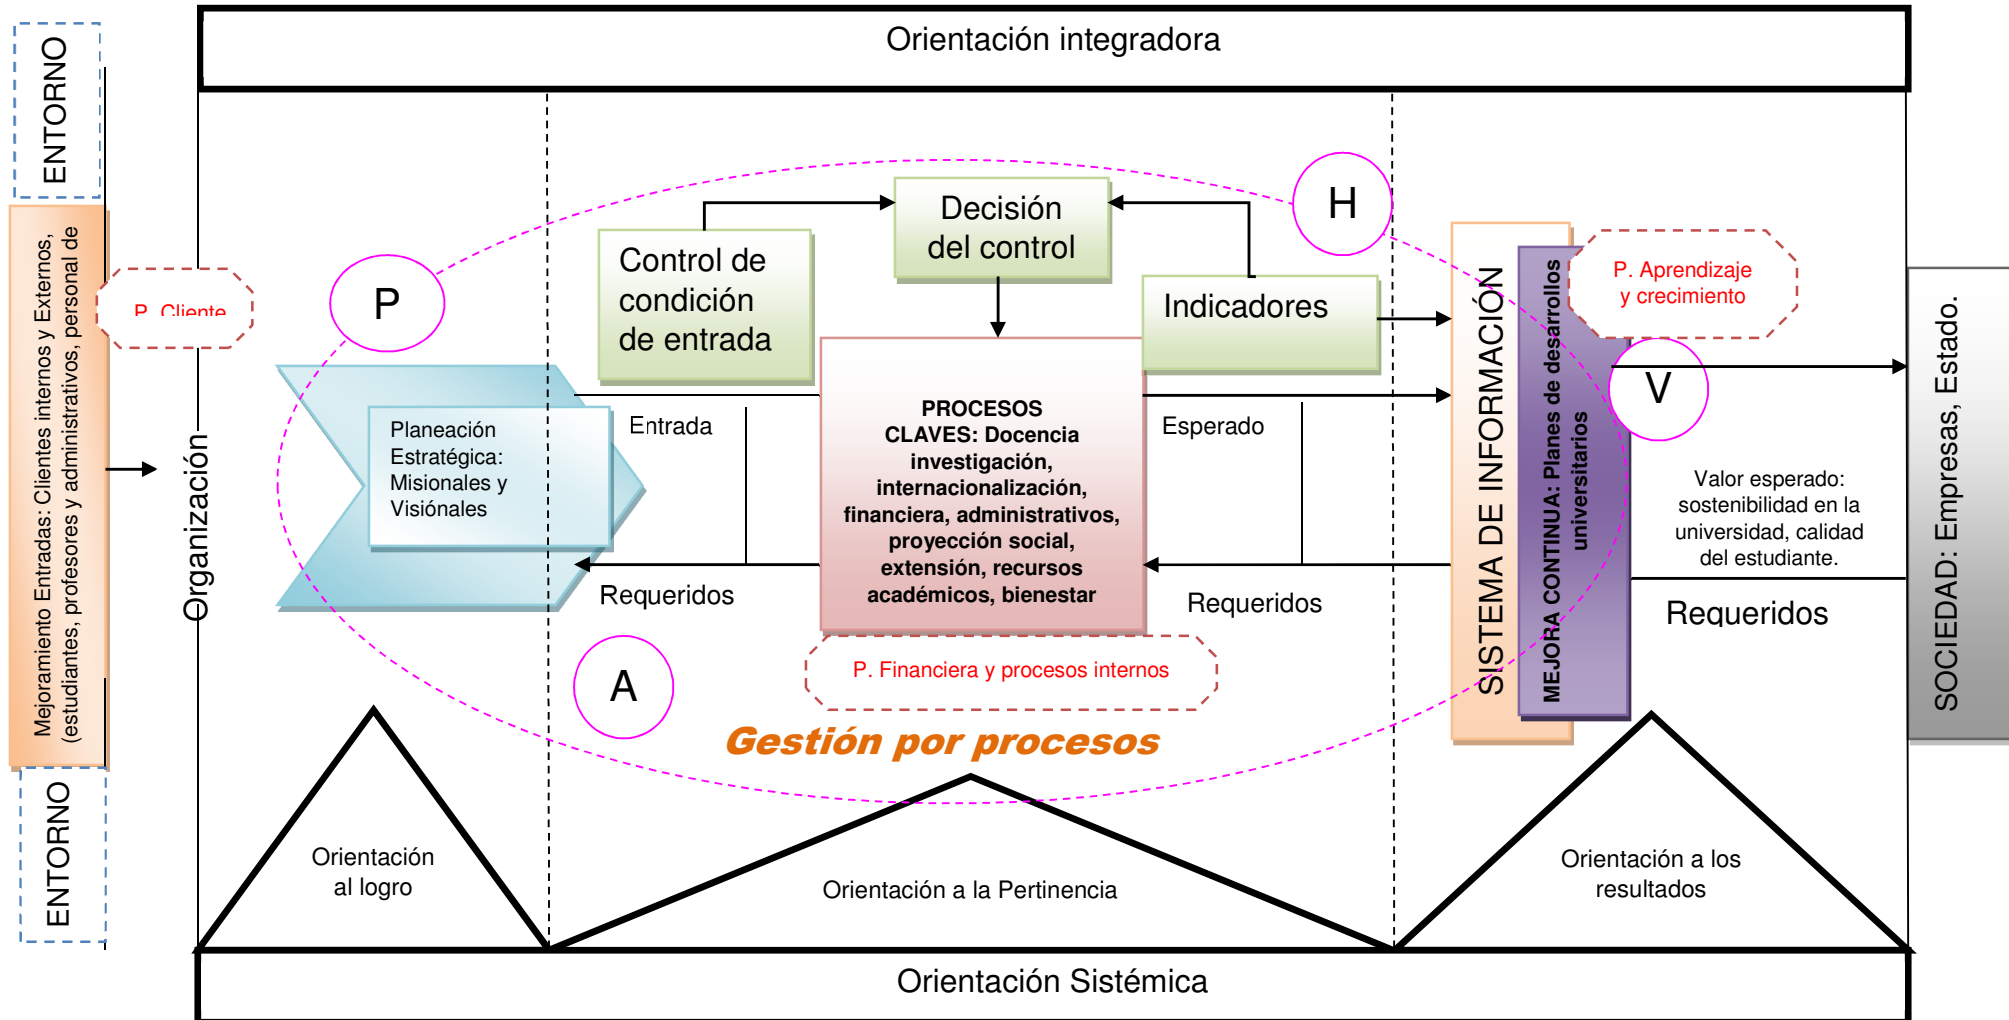 Orientación integradora
ENTORNO
Mejoramiento Entradas: Clientes internos y Externos,
(estudiantes, profesores y administrativos, personal de
ENTORNO
P. Cliente
Organización
P
Planeación
Estratégica:
Misionales y
Visiónales
Control de
condición
de entrada
Decisión
del control
Indicadores
H
Entrada
Requeridos
PROCESOS
CLAVES: Docencia
investigación,
internacionalización,
financiera, administrativos,
proyección social,
extensión, recursos
académicos, bienestar
Esperado
Requeridos
P. Financiera y procesos internos
A
Gestión por procesos
SISTEMA DE INFORMACIÓN
MEJORA CONTINUA: Planes de desarrollos
universitarios
P. Aprendizaje
y crecimiento
V
Valor esperado:
sostenibilidad en la
universidad, calidad
del estudiante.
Requeridos
SOCIEDAD: Empresas, Estado.
Orientación
al logro
Orientación a la Pertinencia
Orientación a los
resultados
Orientación Sistémica